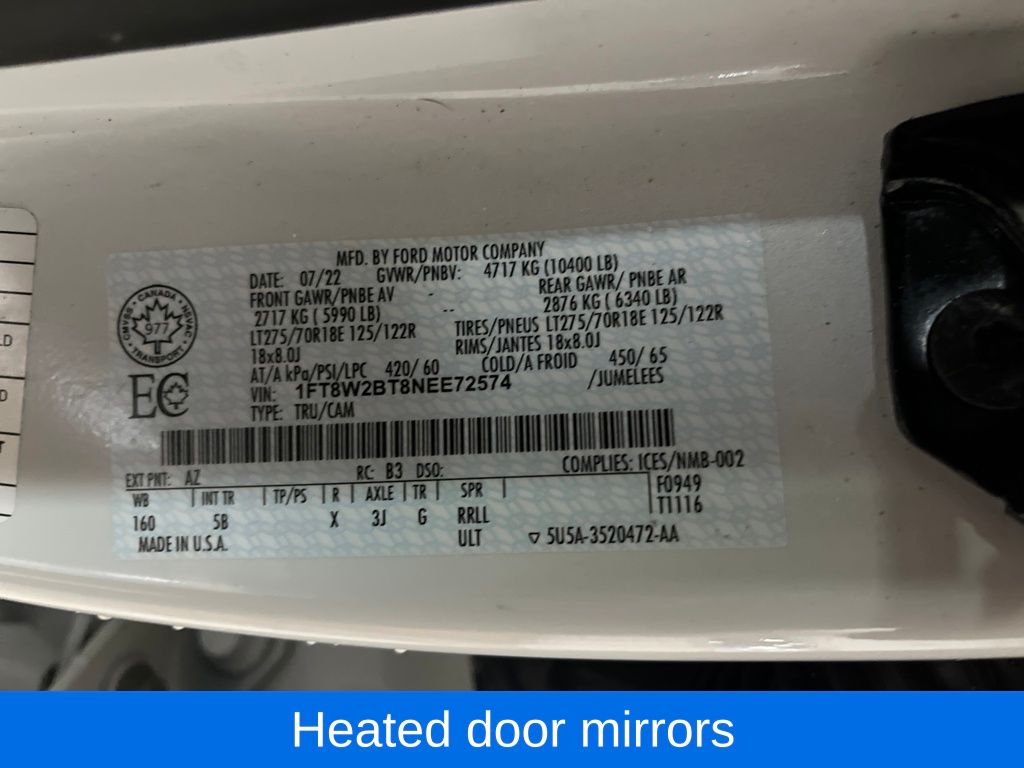 MFD. BY FORD MOTOR COMPANY
DATE: 07/22 GVWR/PNBV: 4717 KG (10400 LB)
FRONT GAWR/PNBE AV -- REAR GAWR/ PNBE AR
2717 KG ( 5990 LB) -- 2876 KG ( 6340 LB)
LT275/70R18E 125/122R TIRES/PNEUS LT275/70R18E 125/122R
18x8.0J RIMS/JANTES 18x8.0J
AT/A kPa/PSI/LPC 420/ 60 COLD/A FROID 450/ 65
VIN: 1FT8W2BT8NEE72574 /JUMELEES
TYPE: TRU/CAM
CANADA
CMVSS NSVAC
977
TRANSPORT
EC
EXT PNT: AZ RC: B3 DSO: COMPLIES: ICES/NMB-002
WB INT TR TP/PS R AXLE TR SPR F0949
160 5B X 3J G RRLL T1116
MADE IN U.S.A. ULT ▽ 5U5A-3520472-AA
LD
D
T
Heated door mirrors